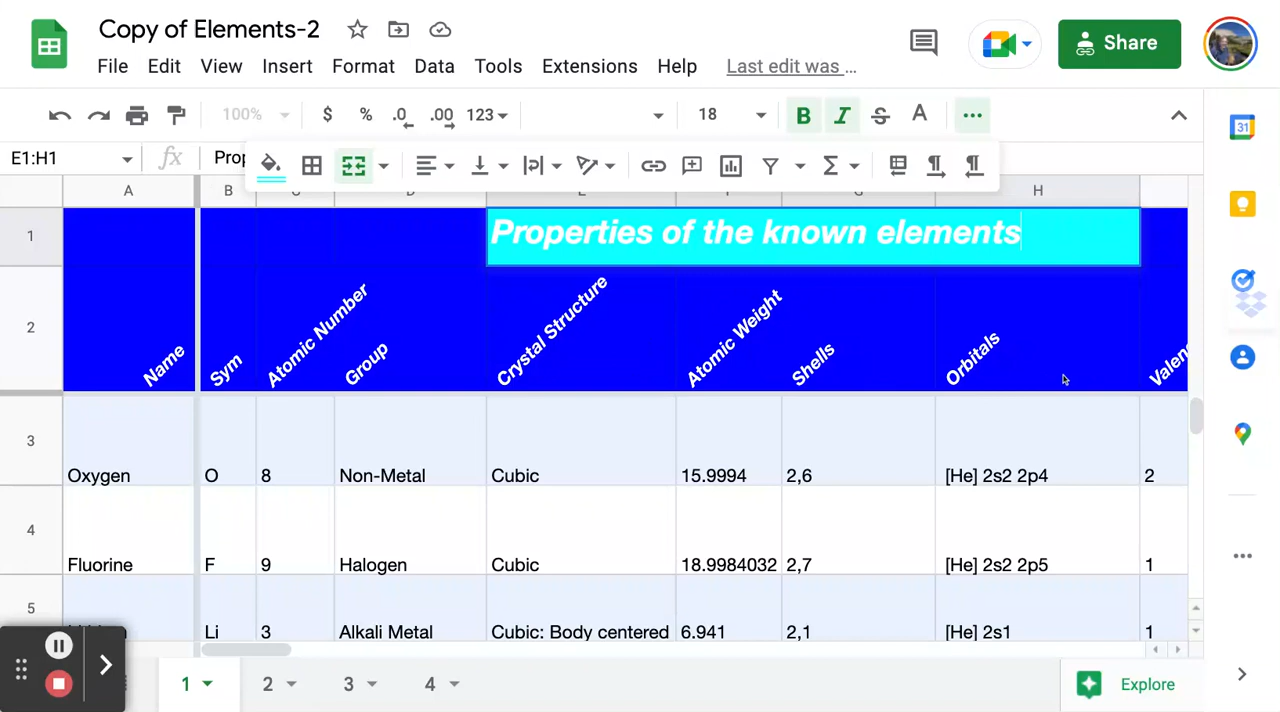 Copy of Elements-2
Share
File Edit View Insert Format Data Tools Extensions Help Last edit was …
100% $ % .0 .00 123 18 B I S A
E1:H1 fx Prop
A B H
1 Properties of the known elements
2 Name Sym Atomic Number Group Crystal Structure Atomic Weight Shells Orbitals Valen
3 Oxygen O 8 Non-Metal Cubic 15.9994 2,6 [He] 2s2 2p4 2
4 Fluorine F 9 Halogen Cubic 18.9984032 2,7 [He] 2s2 2p5 1
5 Li 3 Alkali Metal Cubic: Body centered 6.941 2,1 [He] 2s1 1
1 2 3 4 Explore
31